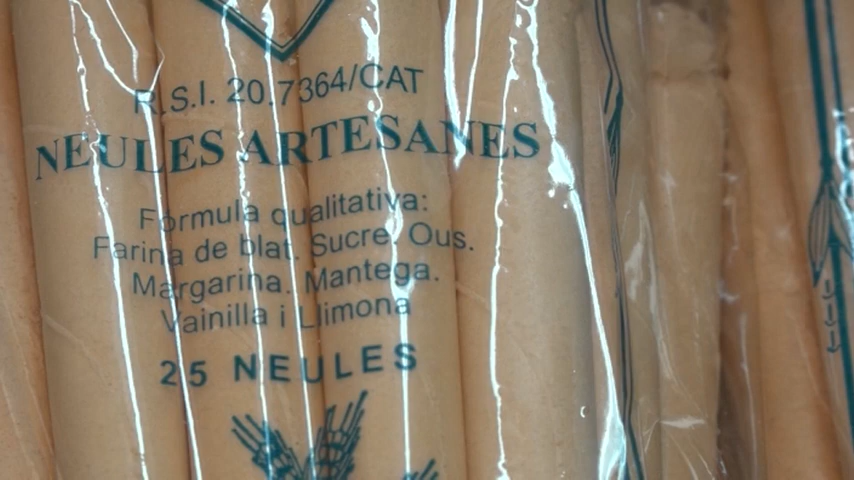 R.S.I. 20.7364/CAT
NEULES ARTESANES
Formula qualitativa:
Farina de blat. Sucre. Ous.
Margarina. Mantega.
Vainilla i Llimona
25 NEULES